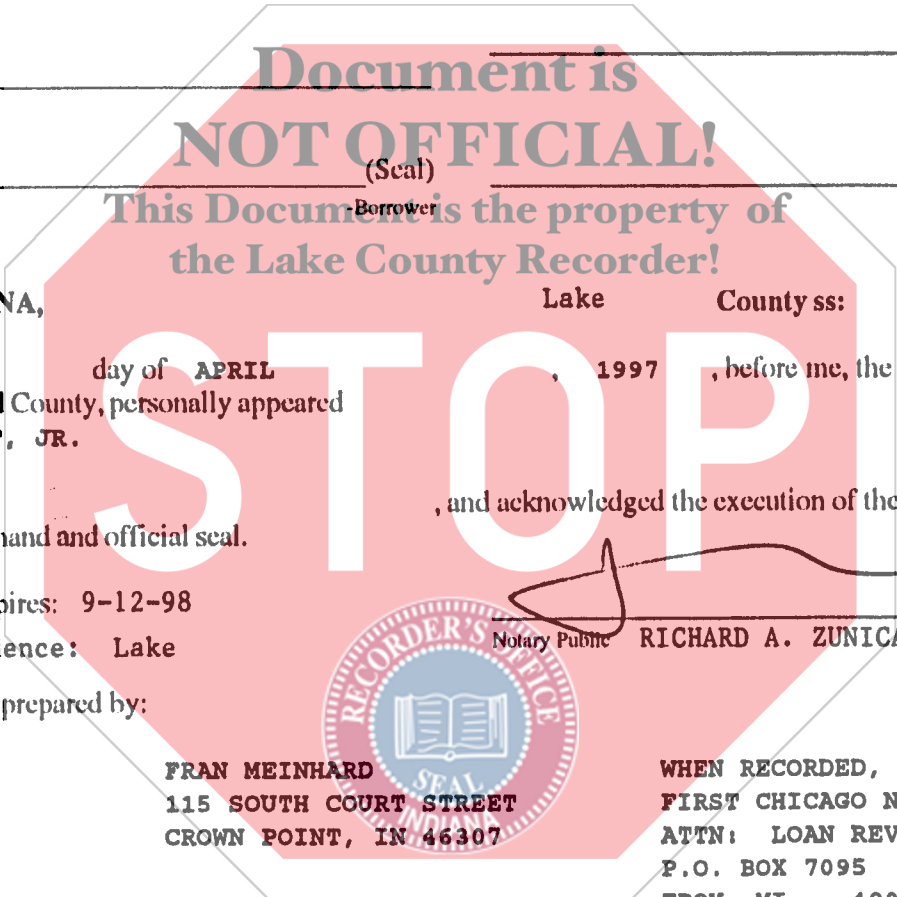 Document is
NOT OFFICIAL!
(Seal)
-Borrower
This Document is the property of
the Lake County Recorder!
NA, Lake County ss:
STOP
day of APRIL , 1997 , before me, the
County, personally appeared
, JR.
, and acknowledged the execution of the
hand and official seal.
pires: 9-12-98
Notary Public RICHARD A. ZUNICA
ence: Lake
prepared by:
RECORDER'S OFFICE
SEAL
INDIANA
FRAN MEINHARD
115 SOUTH COURT STREET
CROWN POINT, IN 46307
WHEN RECORDED,
FIRST CHICAGO N
ATTN: LOAN REV
P.O. BOX 7095